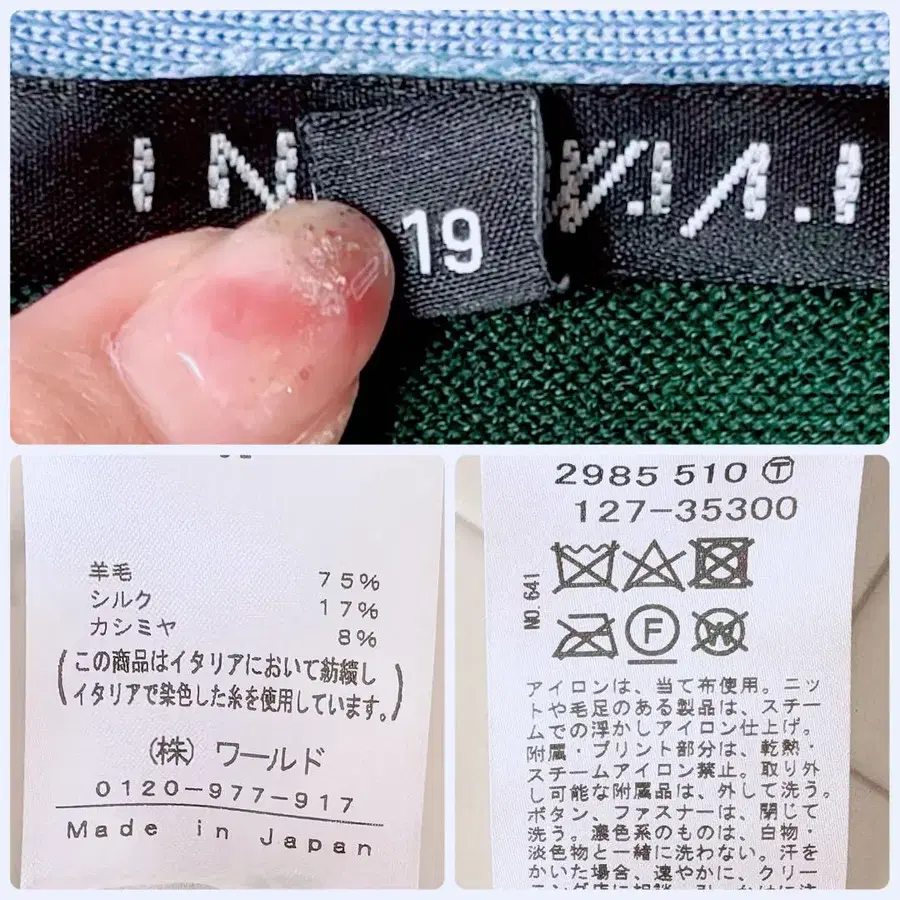 19
羊毛 75%
シルク 17%
カシミヤ 8%
(この商品はイタリアにおいて紡績し
イタリアで染色した糸を使用しています。)
(株) ワールド
0120-977-917
Made in Japan
2985 510 Ⓣ
127-35300
NO. 641
F
W
アイロンは、当て布使用。ニッ
トや毛足のある製品は、スチー
ムでの浮かしアイロン仕上げ。
附属・プリント部分は、乾熱・
スチームアイロン禁止。取り外
し可能な附属品は、外して洗う。
ボタン、ファスナーは、閉じて
洗う。濃色系のものは、白物・
淡色物と一緒に洗わない。汗を
かいた場合、速やかに、クリー